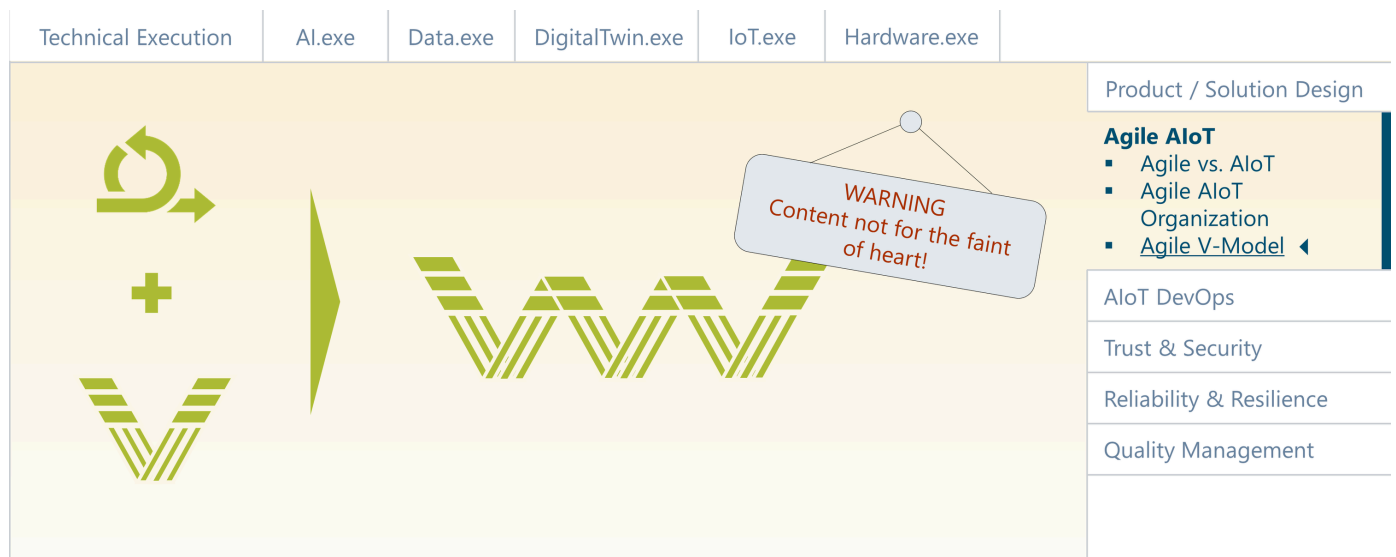 Technical Execution
AI.exe
Data.exe
DigitalTwin.exe
IoT.exe
Hardware.exe
WARNING
Content not for the faint
of heart!
Product / Solution Design
Agile AIoT
▪ Agile vs. AIoT
▪ Agile AIoT
Organization
▪ Agile V-Model
AIoT DevOps
Trust & Security
Reliability & Resilience
Quality Management